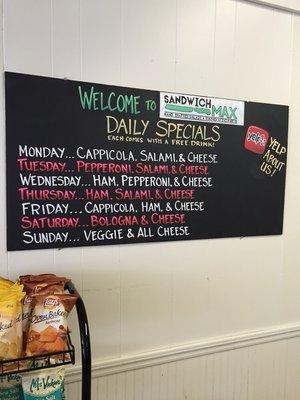 WELCOME TO
SANDWICH
MAX
DAILY SPECIALS
EACH COMES WITH A FREE DRINK!
yelp
YELP
ABOUT
US!
MONDAY... CAPPICOLA, SALAMI, & CHEESE
TUESDAY... PEPPERONI, SALAMI, & CHEESE
WEDNESDAY... HAM, PEPPERONI, & CHEESE
THURSDAY... HAM, SALAMI, & CHEESE
FRIDAY... CAPPICOLA, HAM, & CHEESE
SATURDAY... BOLOGNA & CHEESE
SUNDAY... VEGGIE & ALL CHEESE
Lay's
Oven Baked
Miss Vickie's